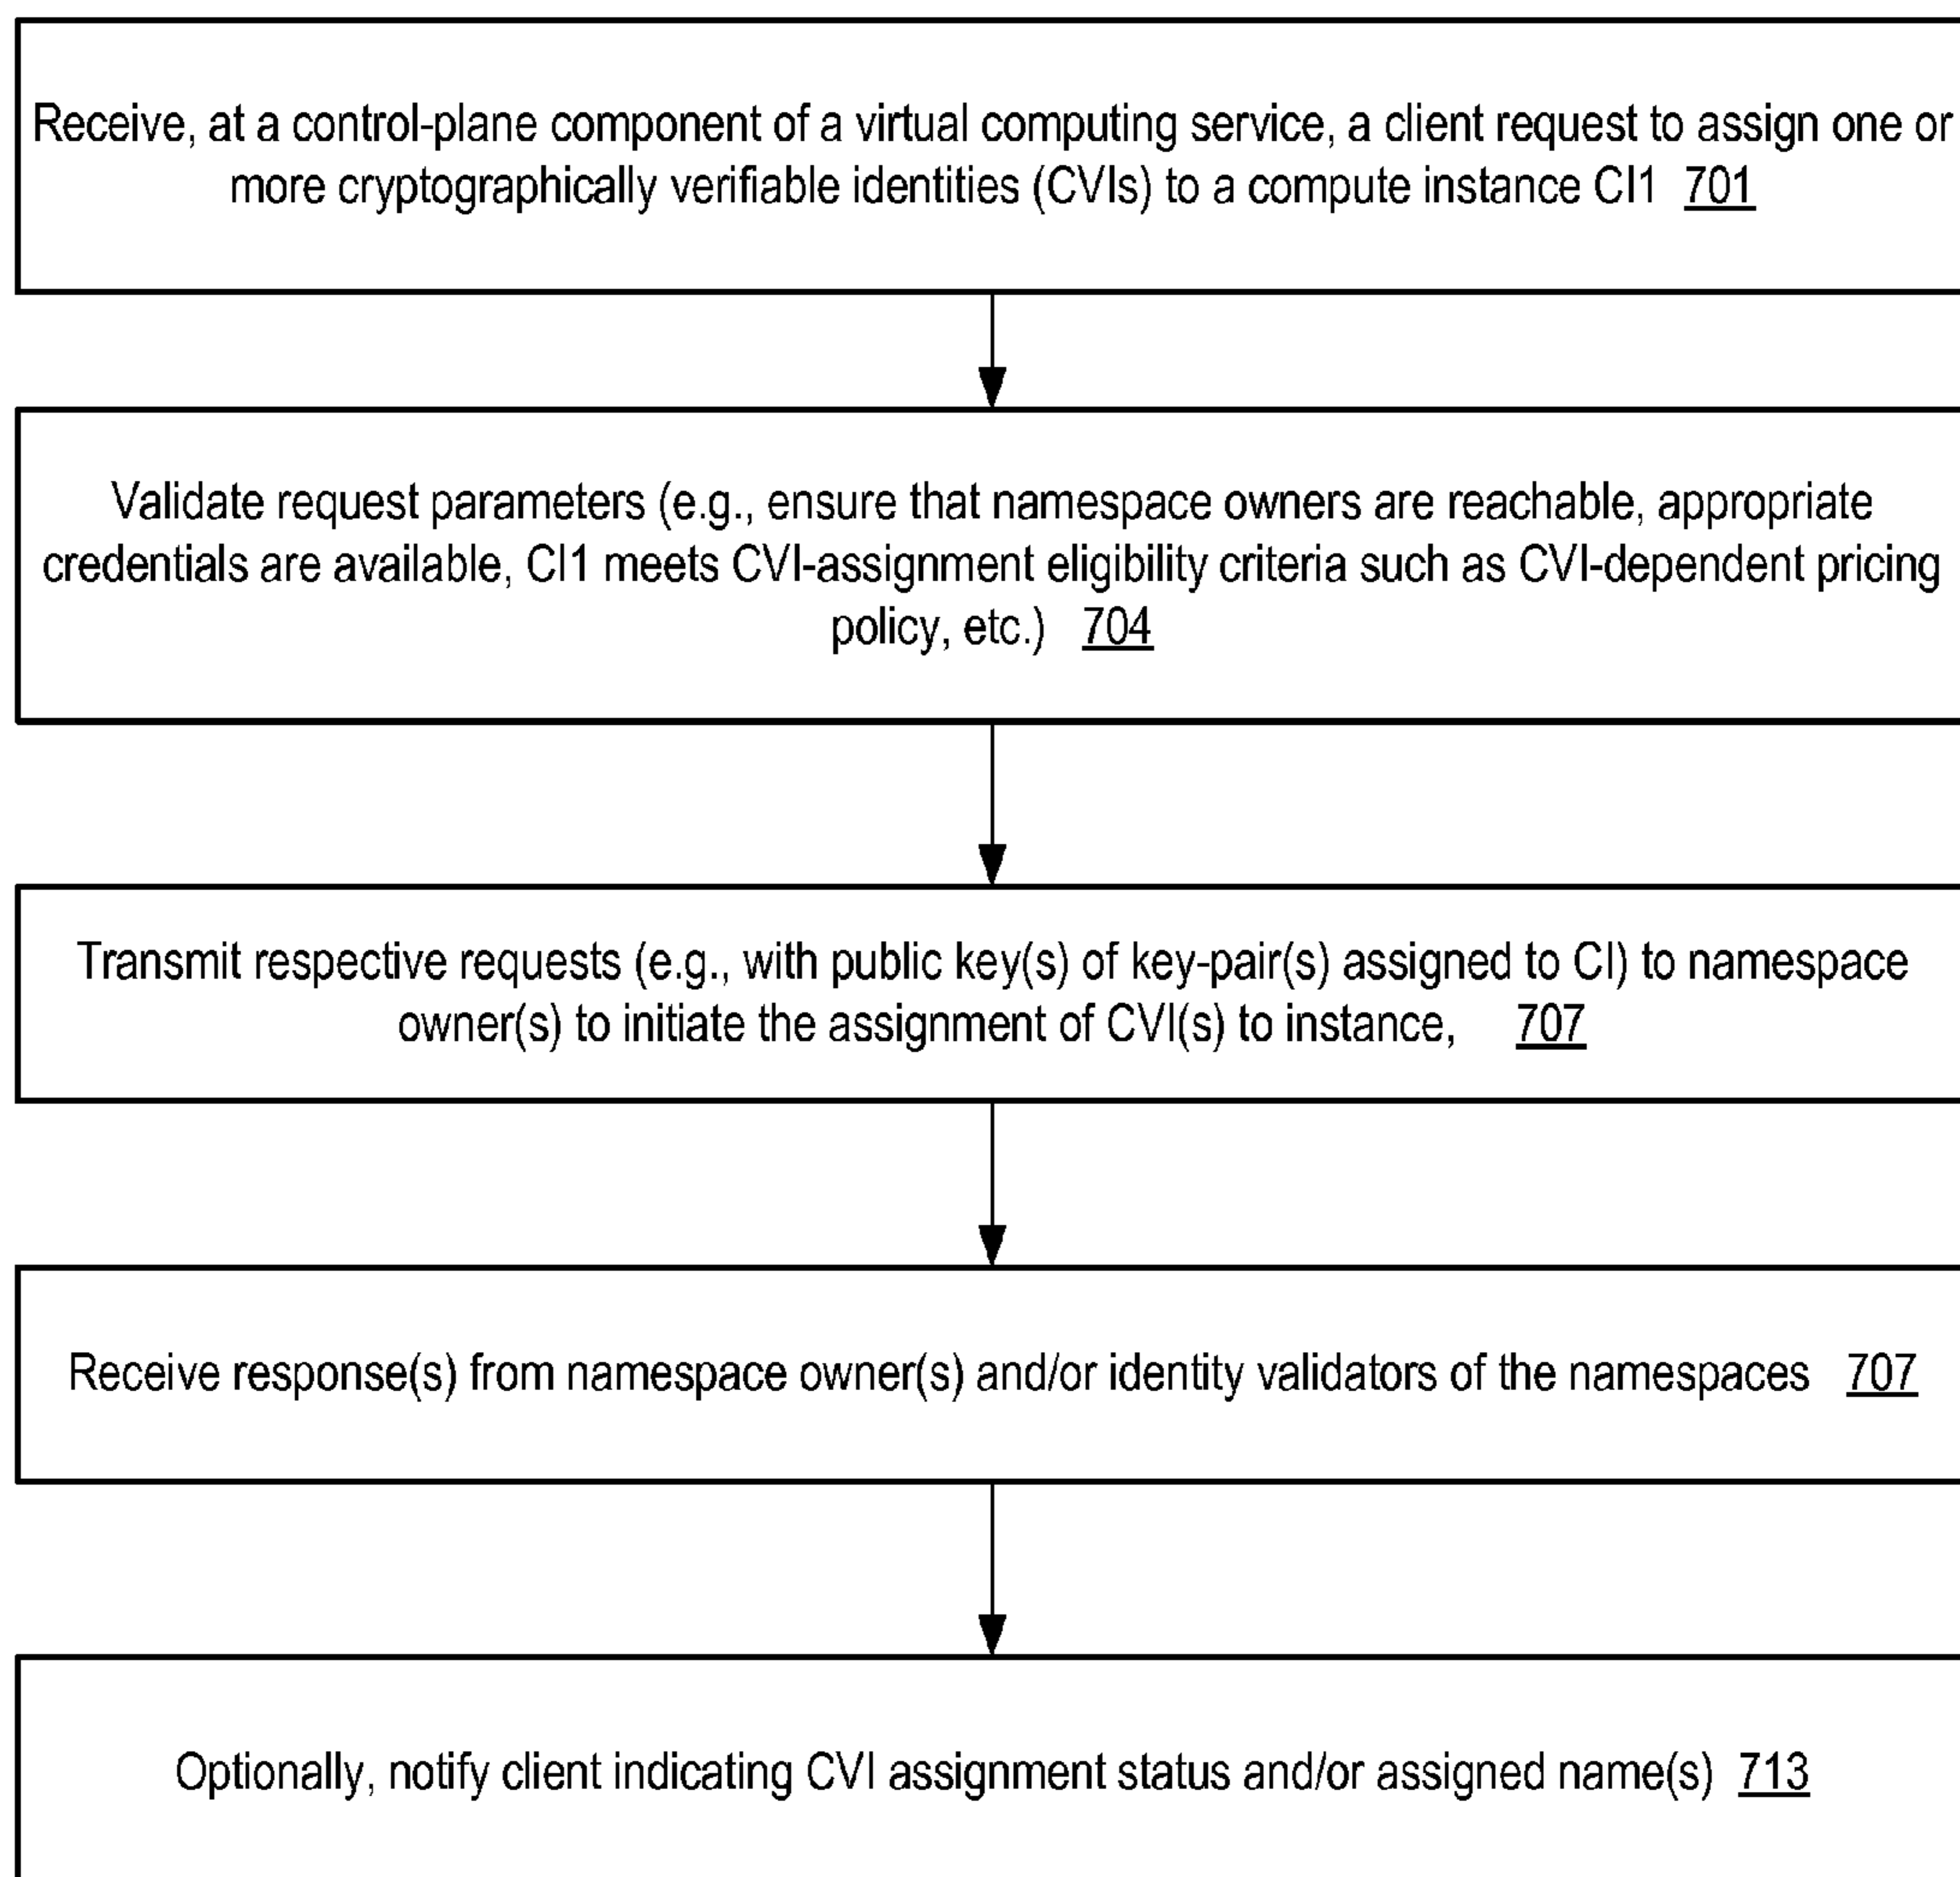 Receive, at a control-plane component of a virtual computing service, a client request to assign one or
more cryptographically verifiable identities (CVIs) to a compute instance CI1 701
Validate request parameters (e.g., ensure that namespace owners are reachable, appropriate
credentials are available, CI1 meets CVI-assignment eligibility criteria such as CVI-dependent pricing
policy, etc.) 704
Transmit respective requests (e.g., with public key(s) of key-pair(s) assigned to CI) to namespace
owner(s) to initiate the assignment of CVI(s) to instance, 707
Receive response(s) from namespace owner(s) and/or identity validators of the namespaces 707
Optionally, notify client indicating CVI assignment status and/or assigned name(s) 713